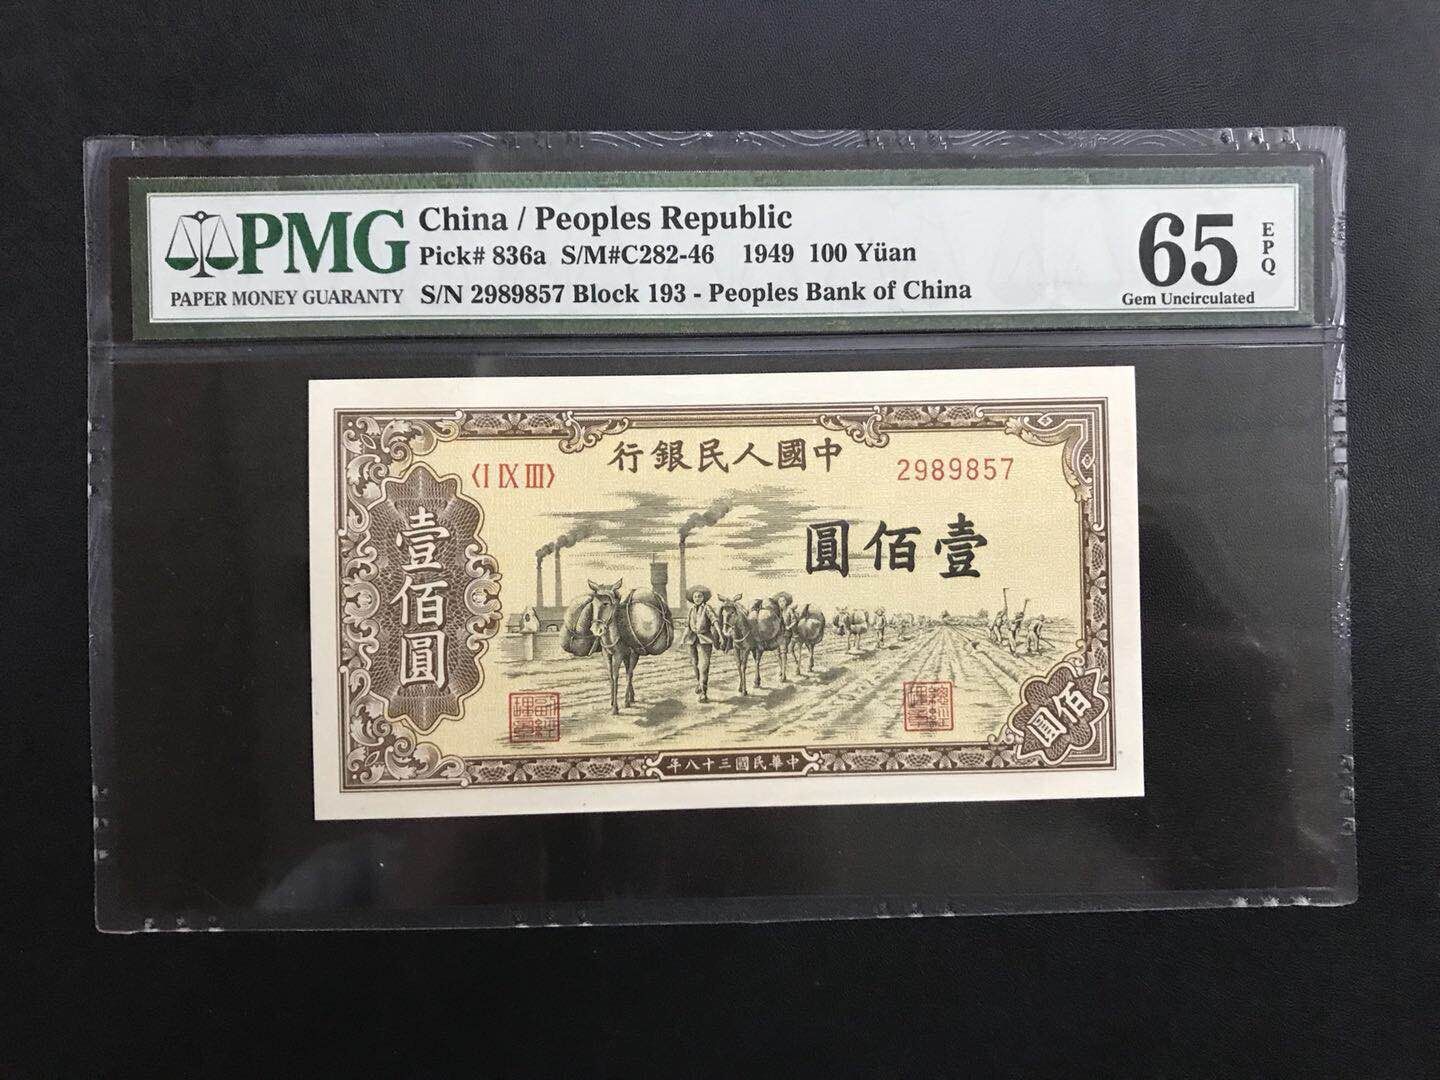 PMG
PAPER MONEY GUARANTY
China / Peoples Republic
Pick# 836a S/M#C282-46 1949 100 Yüan
S/N 2989857 Block 193 - Peoples Bank of China
65
EPQ
Gem Uncirculated
行銀民人國中
〈I IX III〉
2989857
圓佰壹
壹佰圓
佰圓
年八十三國民華中